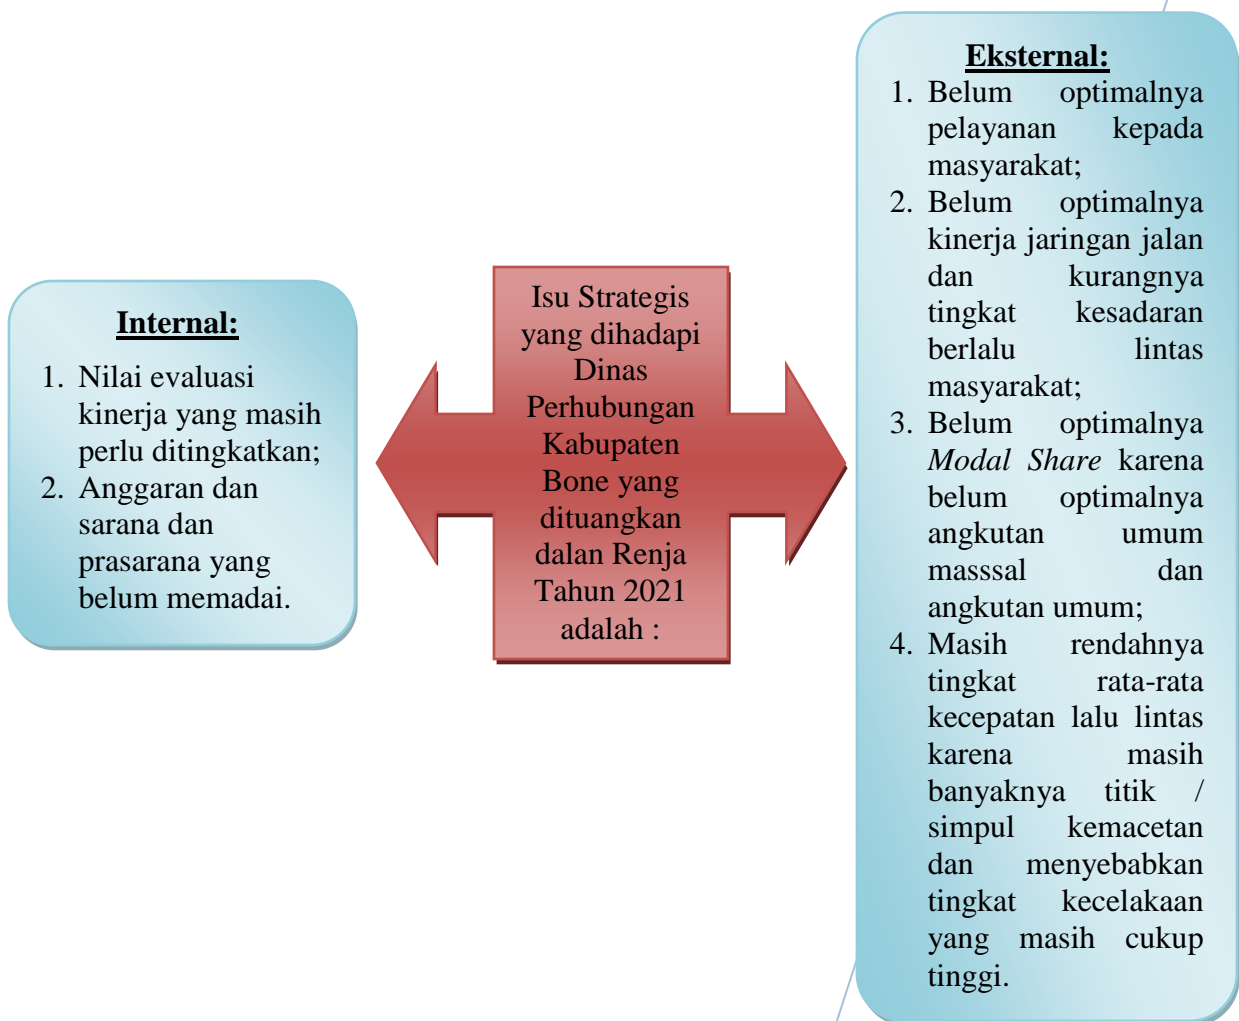 Internal:
1. Nilai evaluasi
kinerja yang masih
perlu ditingkatkan;
2. Anggaran dan
sarana dan
prasarana yang
belum memadai.
Isu Strategis
yang dihadapi
Dinas
Perhubungan
Kabupaten
Bone yang
dituangkan
dalan Renja
Tahun 2021
adalah :
Eksternal:
1. Belum optimalnya
pelayanan kepada
masyarakat;
2. Belum optimalnya
kinerja jaringan jalan
dan kurangnya
tingkat kesadaran
berlalu lintas
masyarakat;
3. Belum optimalnya
Modal Share karena
belum optimalnya
angkutan umum
masssal dan
angkutan umum;
4. Masih rendahnya
tingkat rata-rata
kecepatan lalu lintas
karena masih
banyaknya titik /
simpul kemacetan
dan menyebabkan
tingkat kecelakaan
yang masih cukup
tinggi.